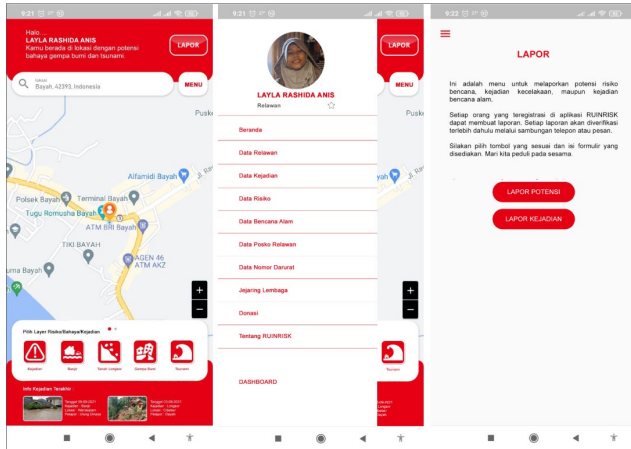 9:21
Halo. . .
LAYLA RASHIDA ANIS
Kamu berada di lokasi dengan potensi
bahaya gempa bumi dan tsunami.
LAPOR
lokasi
Bayah, 42393, Indonesia
MENU
Puske
Alfamidi Bayah
Polsek Bayah
Terminal Bayah
Tugu Romusha Bayah
ATM BRI Bayah
TIKI BAYAH
AGEN 46
ATM AKZ
uma Bayah
+
−
Pilih Layer Risiko/Bahaya/Kejadian
Kejadian
Banjir
Tanah Longsor
Gempa Bumi
Tsunami
Info Kejadian Terakhir :
9:21
LAPOR
MENU
LAYLA RASHIDA ANIS
Relawan
Puske
Beranda
Data Relawan
Data Kejadian
Data Risiko
Data Bencana Alam
Data Posko Relawan
Data Nomor Darurat
Jejaring Lembaga
Donasi
Tentang RUINRISK
DASHBOARD
yah
+
−
Tsunami
9:22
LAPOR
Ini adalah menu untuk melaporkan potensi risiko
bencana, kejadian kecelakaan, maupun kejadian
bencana alam.
Setiap orang yang teregistrasi di aplikasi RUINRISK
dapat membuat laporan. Setiap laporan akan diverifikasi
terlebih dahulu melalui sambungan telepon atau pesan.
Silakan pilih tombol yang sesuai dan isi formulir yang
disediakan. Mari kita peduli pada sesama.
LAPOR POTENSI
LAPOR KEJADIAN